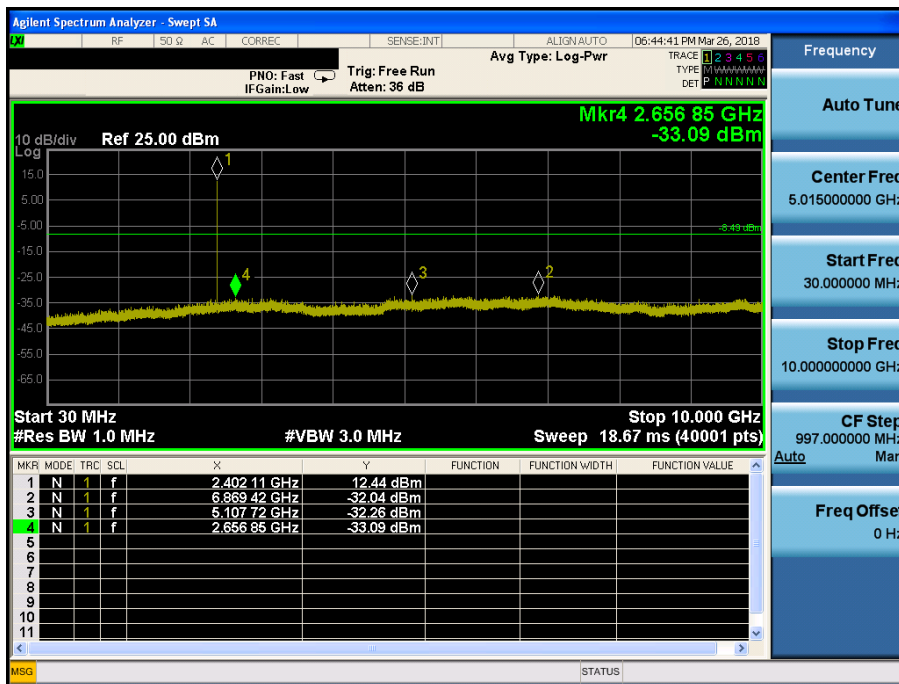 Agilent Spectrum Analyzer - Swept SA
LXI RF 50 Ω AC CORREC SENSE:INT ALIGN AUTO 06:44:41 PM Mar 26, 2018
PNO: Fast
IFGain:Low
Trig: Free Run
Atten: 36 dB
Avg Type: Log-Pwr
TRACE 1 2 3 4 5 6
TYPE M W W W W W
DET P N N N N N
Mkr4 2.656 85 GHz
-33.09 dBm
10 dB/div Ref 25.00 dBm
Log
15.0
5.00
-5.00
-15.0
-25.0
-35.0
-45.0
-55.0
-65.0
1
-8.49 dBm
4
3
2
Start 30 MHz Stop 10.000 GHz
#Res BW 1.0 MHz #VBW 3.0 MHz Sweep 18.67 ms (40001 pts)
MKR MODE TRC SCL X Y FUNCTION FUNCTION WIDTH FUNCTION VALUE
1 N 1 f 2.402 11 GHz 12.44 dBm
2 N 1 f 6.869 42 GHz -32.04 dBm
3 N 1 f 5.107 72 GHz -32.26 dBm
4 N 1 f 2.656 85 GHz -33.09 dBm
5
6
7
8
9
10
11
MSG STATUS
Frequency
Auto Tune
Center Freq
5.015000000 GHz
Start Freq
30.000000 MHz
Stop Freq
10.000000000 GHz
CF Step
997.000000 MHz
Auto Man
Freq Offset
0 Hz